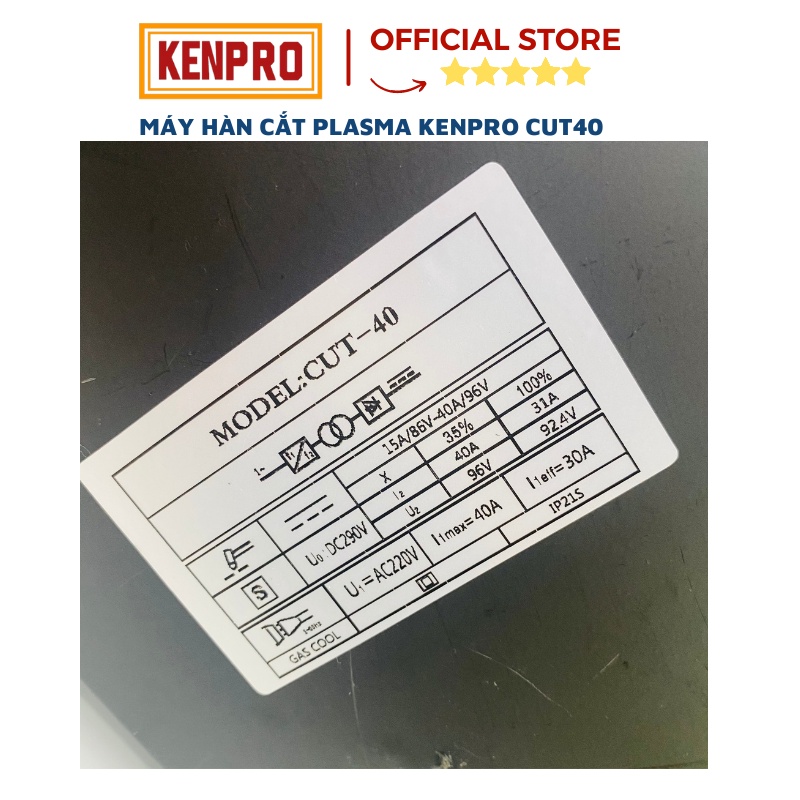 KENPRO
OFFICIAL STORE
MÁY HÀN CẮT PLASMA KENPRO CUT40
MODEL:CUT-40
1~
15A/86V-40A/96V
X 35% 100%
I₂ 40A 31A
U₀:DC290V U₂ 96V 92.4V
S
U₁=AC220V I₁max=40A I₁eff=30A
GAS COOL IP21S